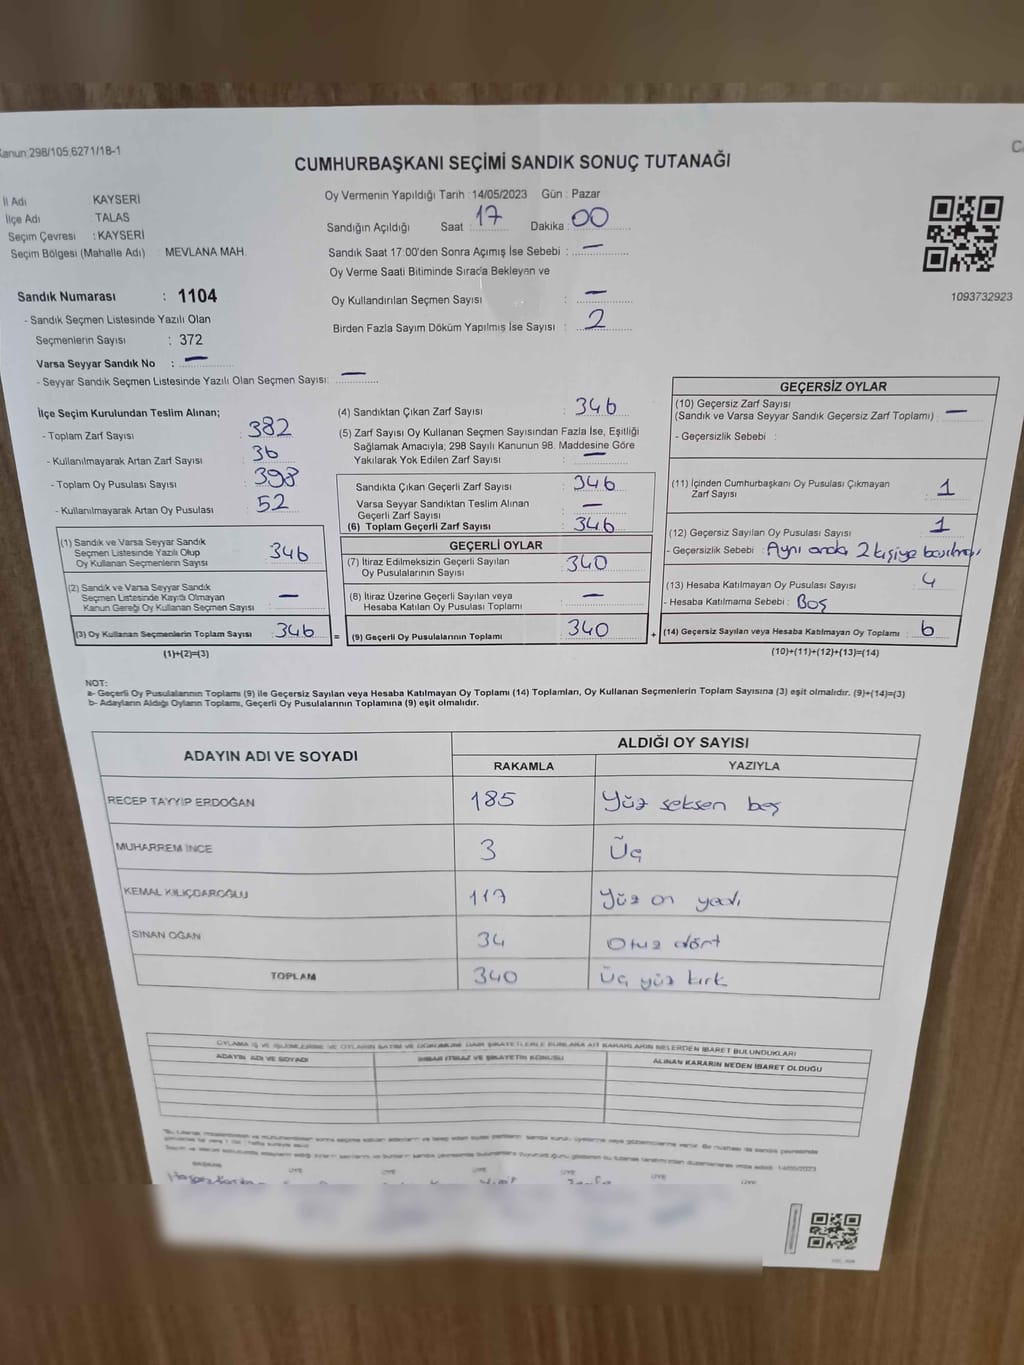 Kanun:298/105,6271/18-1
CUMHURBAŞKANI SEÇİMİ SANDIK SONUÇ TUTANAĞI
İl Adı KAYSERİ
İlçe Adı : TALAS
Seçim Çevresi : KAYSERİ
Seçim Bölgesi (Mahalle Adı) : MEVLANA MAH.
Oy Vermenin Yapıldığı Tarih : 14/05/2023 Gün : Pazar
Sandığın Açıldığı Saat : 17 Dakika : 00
Sandık Saat 17:00'den Sonra Açımış İse Sebebi : —
Oy Verme Saati Bitiminde Sırada Bekleyen ve
Oy Kullandırılan Seçmen Sayısı : —
Birden Fazla Sayım Döküm Yapılmış İse Sayısı : 2
1093732923
Sandık Numarası : 1104
- Sandık Seçmen Listesinde Yazılı Olan
Seçmenlerin Sayısı : 372
Varsa Seyyar Sandık No : —
- Seyyar Sandık Seçmen Listesinde Yazılı Olan Seçmen Sayısı: —
İlçe Seçim Kurulundan Teslim Alınan;
- Toplam Zarf Sayısı : 382
- Kullanılmayarak Artan Zarf Sayısı : 36
- Toplam Oy Pusulası Sayısı : 398
- Kullanılmayarak Artan Oy Pusulası : 52
(1) Sandık ve Varsa Seyyar Sandık
Seçmen Listesinde Yazılı Olup
Oy Kullanan Seçmenlerin Sayısı : 346
(2) Sandık ve Varsa Seyyar Sandık
Seçmen Listesinde Kayıtlı Olmayan
Kanun Gereği Oy Kullanan Seçmen Sayısı : —
(3) Oy Kullanan Seçmenlerin Toplam Sayısı : 346
(1)+(2)=(3)
(4) Sandıktan Çıkan Zarf Sayısı : 346
(5) Zarf Sayısı Oy Kullanan Seçmen Sayısından Fazla İse, Eşitliği
Sağlamak Amacıyla; 298 Sayılı Kanunun 98. Maddesine Göre
Yakılarak Yok Edilen Zarf Sayısı : —
Sandıkta Çıkan Geçerli Zarf Sayısı : 346
Varsa Seyyar Sandıktan Teslim Alınan
Geçerli Zarf Sayısı : —
(6) Toplam Geçerli Zarf Sayısı : 346
GEÇERLİ OYLAR
(7) İtiraz Edilmeksizin Geçerli Sayılan
Oy Pusulalarının Sayısı : 340
(8) İtiraz Üzerine Geçerli Sayılan veya
Hesaba Katılan Oy Pusulası Toplamı : —
= (9) Geçerli Oy Pusulalarının Toplamı : 340
GEÇERSİZ OYLAR
(10) Geçersiz Zarf Sayısı
(Sandık ve Varsa Seyyar Sandık Geçersiz Zarf Toplamı) : —
- Geçersizlik Sebebi :
(11) İçinden Cumhurbaşkanı Oy Pusulası Çıkmayan
Zarf Sayısı : 1
(12) Geçersiz Sayılan Oy Pusulası Sayısı : 1
- Geçersizlik Sebebi : Aynı anda 2 kişiye basılmış
(13) Hesaba Katılmayan Oy Pusulası Sayısı : 4
- Hesaba Katılmama Sebebi : Boş
+ (14) Geçersiz Sayılan veya Hesaba Katılmayan Oy Toplamı : 6
(10)+(11)+(12)+(13)=(14)
NOT:
a- Geçerli Oy Pusulalarının Toplamı (9) ile Geçersiz Sayılan veya Hesaba Katılmayan Oy Toplamı (14) Toplamları, Oy Kullanan Seçmenlerin Toplam Sayısına (3) eşit olmalıdır. (9)+(14)=(3)
b- Adayların Aldığı Oyların Toplamı, Geçerli Oy Pusulalarının Toplamına (9) eşit olmalıdır.
ADAYIN ADI VE SOYADI ALDIĞI OY SAYISI
RAKAMLA YAZIYLA
RECEP TAYYİP ERDOĞAN 185 Yüz seksen beş
MUHARREM İNCE 3 Üç
KEMAL KILIÇDAROĞLU 117 Yüz on yedi
SİNAN OĞAN 34 Otuz dört
TOPLAM 340 Üç yüz kırk
OYLAMA İŞ VE İŞLEMLERİNE VE OYLARIN SAYIM VE DÖKÜMÜNE DAİR ŞİKAYETLERLE BUNLARA AİT KARARLARIN NELERDEN İBARET BULUNDUKLARI
ADAYIN ADI VE SOYADI İHBAR İTİRAZ VE ŞİKAYETİN KONUSU ALINAN KARARIN NEDEN İBARET OLDUĞU
BAŞKAN ÜYE ÜYE ÜYE ÜYE ÜYE ÜYE